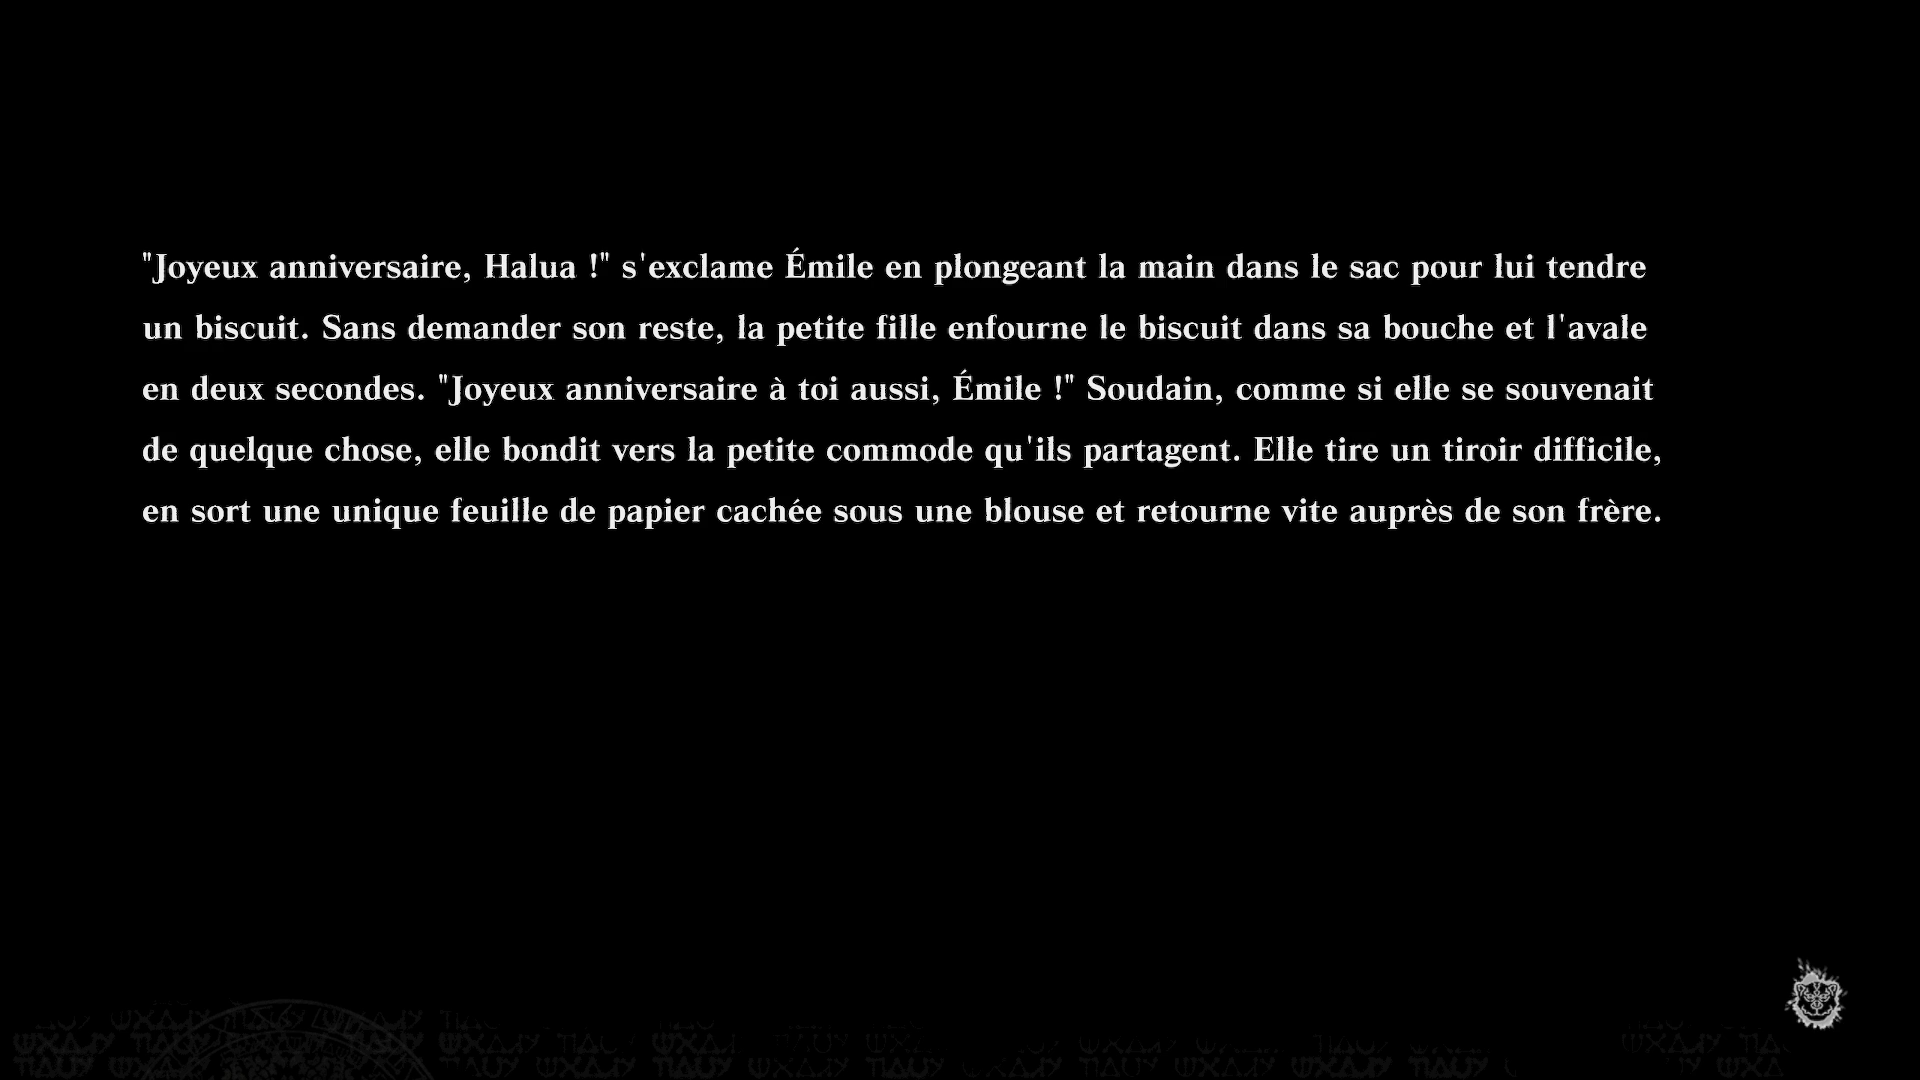 "Joyeux anniversaire, Halua !" s'exclame Émile en plongeant la main dans le sac pour lui tendre
un biscuit. Sans demander son reste, la petite fille enfourne le biscuit dans sa bouche et l'avale
en deux secondes. "Joyeux anniversaire à toi aussi, Émile !" Soudain, comme si elle se souvenait
de quelque chose, elle bondit vers la petite commode qu'ils partagent. Elle tire un tiroir difficile,
en sort une unique feuille de papier cachée sous une blouse et retourne vite auprès de son frère.